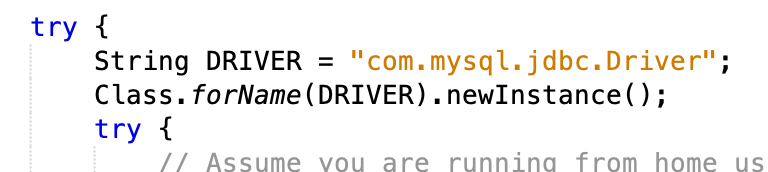 try {
String DRIVER = "com.mysql.jdbc.Driver";
Class.forName(DRIVER).newInstance();
try {
// Assume you are running from home us